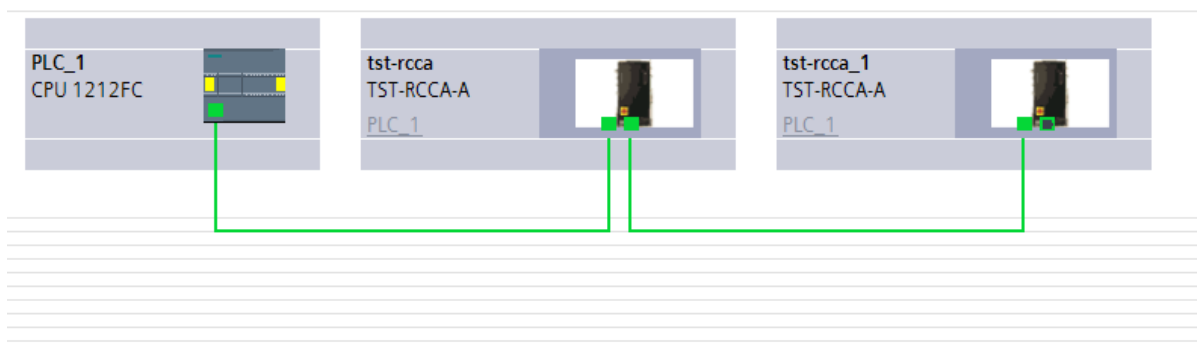 PLC_1
CPU 1212FC
tst-rcca
TST-RCCA-A
PLC_1
tst-rcca_1
TST-RCCA-A
PLC_1